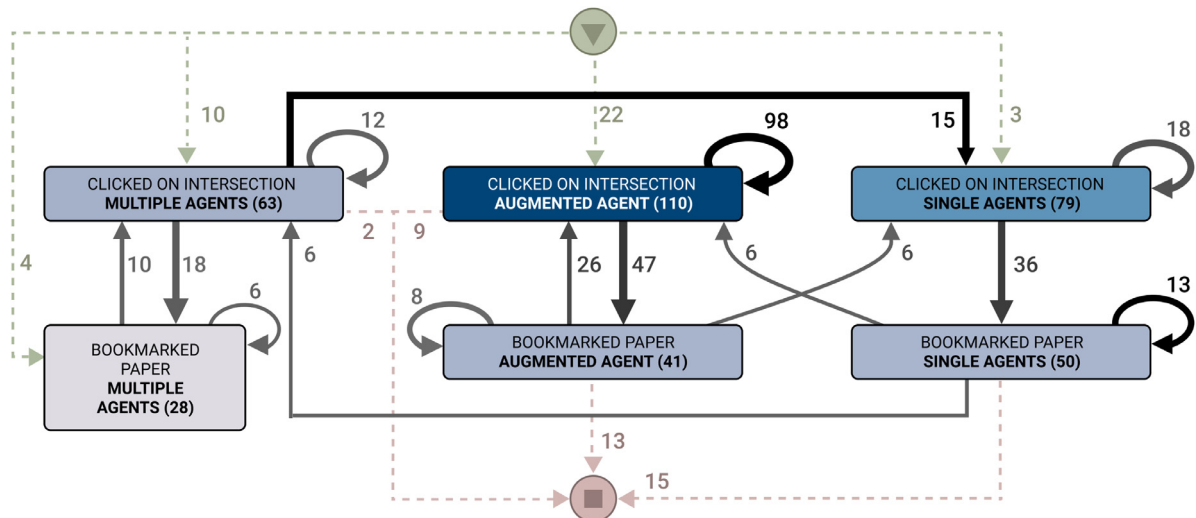 10
22
3
12
98
15
18
CLICKED ON INTERSECTION
MULTIPLE AGENTS (63)
CLICKED ON INTERSECTION
AUGMENTED AGENT (110)
CLICKED ON INTERSECTION
SINGLE AGENTS (79)
2
9
4
10
18
6
26
47
6
6
36
6
8
13
BOOKMARKED
PAPER
MULTIPLE
AGENTS (28)
BOOKMARKED PAPER
AUGMENTED AGENT (41)
BOOKMARKED PAPER
SINGLE AGENTS (50)
13
15